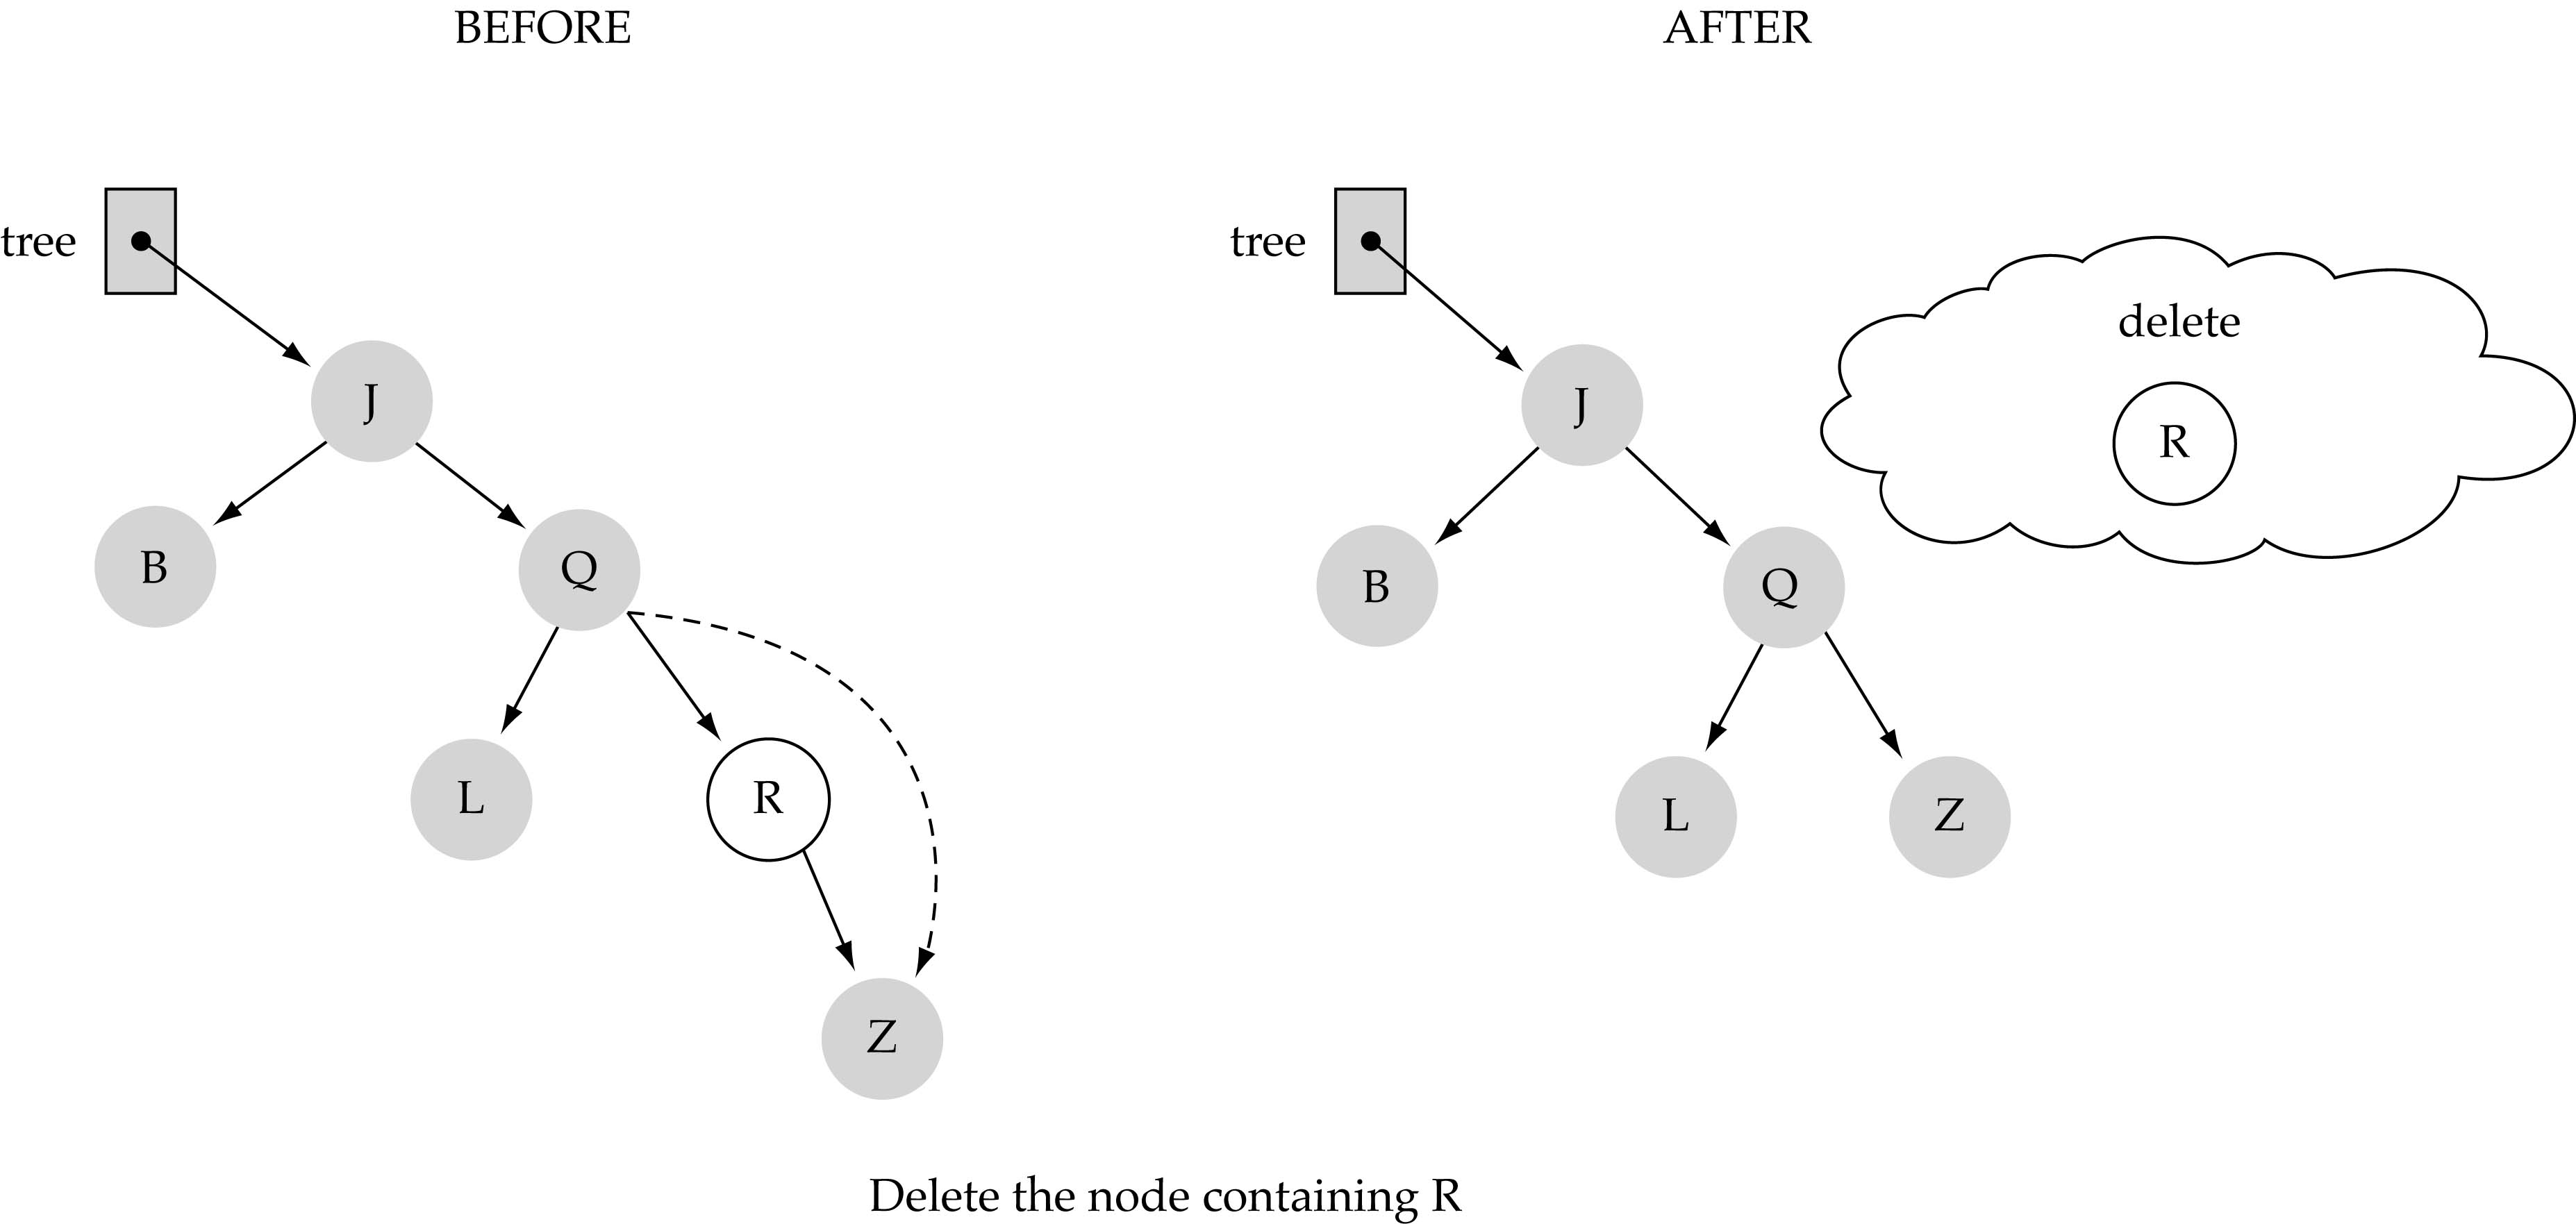 BEFORE
AFTER
tree
J
B
Q
L
R
Z
tree
delete
R
J
B
Q
L
Z
Delete the node containing R